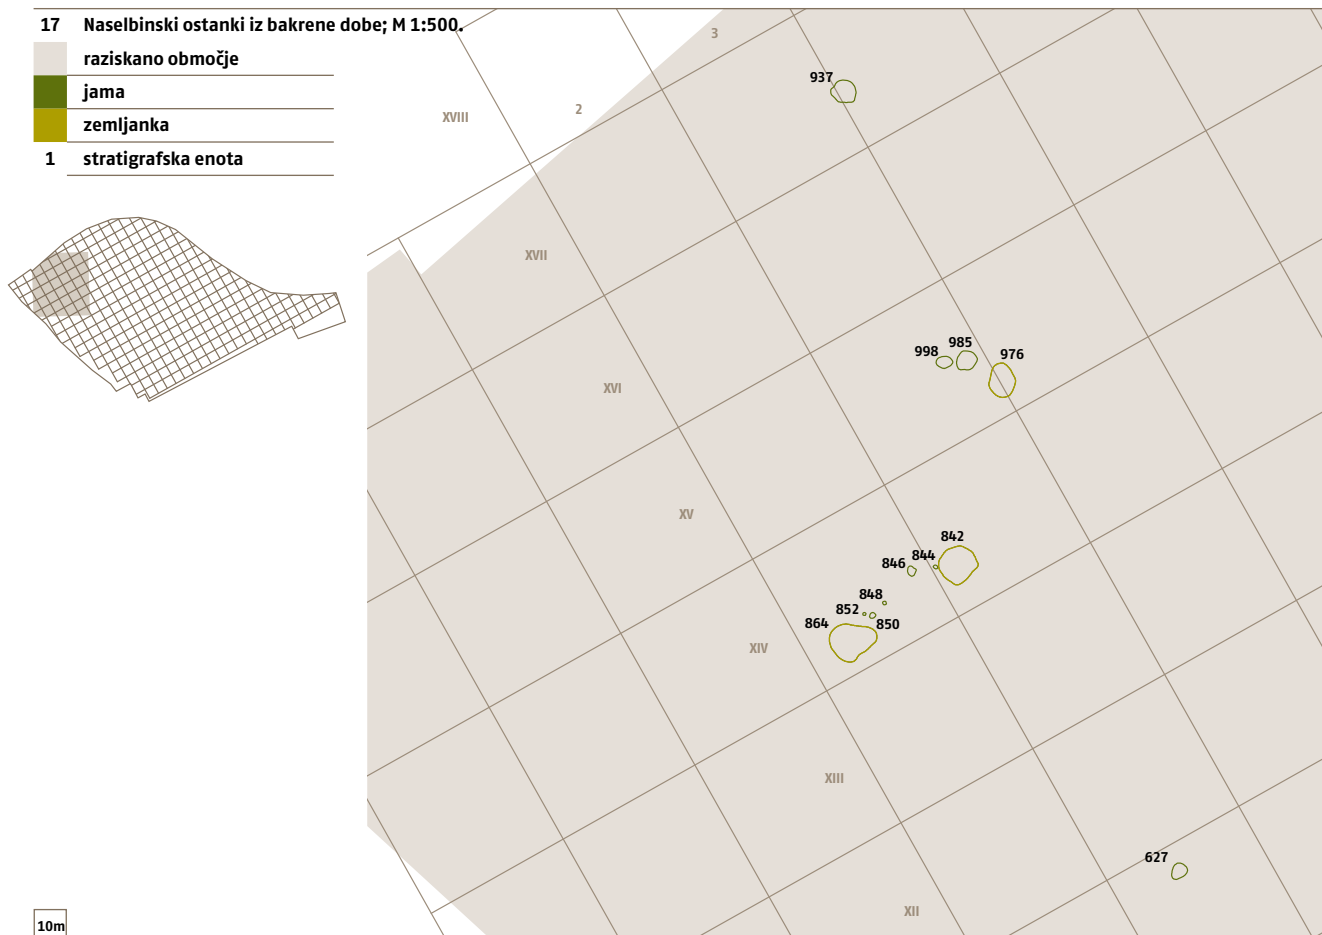 17 Naselbinski ostanki iz bakrene dobe; M 1:500.
raziskano območje
jama
zemljanka
1 stratigrafska enota
3
937
2
XVIII
XVII
998 985 976
XVI
XV
842
844
846
848
852
864 850
XIV
XIII
627
XII
10m